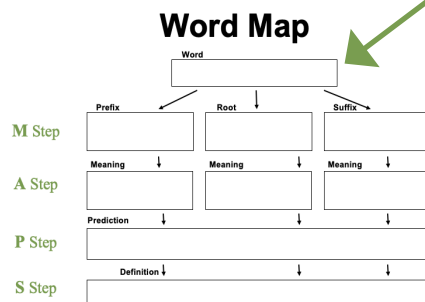 Word Map
Word
Prefix Root Suffix
M Step
Meaning Meaning Meaning
A Step
Prediction
P Step
Definition
S Step